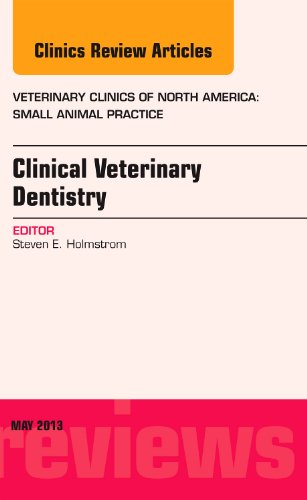 Clinics Review Articles
VETERINARY CLINICS OF NORTH AMERICA:
SMALL ANIMAL PRACTICE
Clinical Veterinary
Dentistry
EDITOR
Steven E. Holmstrom
MAY 2013
reviews